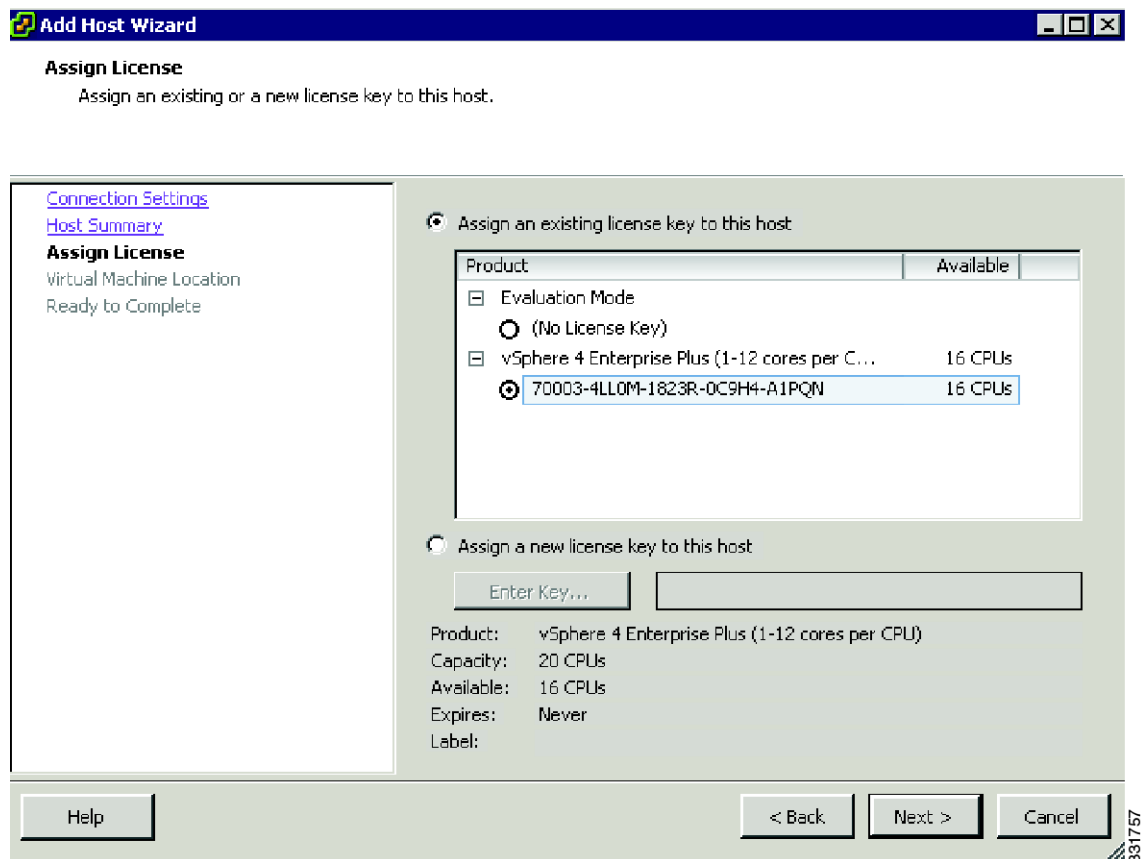 Add Host Wizard
Assign License
Assign an existing or a new license key to this host.
Connection Settings
Host Summary
Assign License
Virtual Machine Location
Ready to Complete
Assign an existing license key to this host
Product Available
Evaluation Mode
(No License Key)
vSphere 4 Enterprise Plus (1-12 cores per C... 16 CPUs
70003-4LL0M-1823R-0C9H4-A1PQN 16 CPUs
Assign a new license key to this host
Enter Key...
Product: vSphere 4 Enterprise Plus (1-12 cores per CPU)
Capacity: 20 CPUs
Available: 16 CPUs
Expires: Never
Label:
Help < Back Next > Cancel
331757